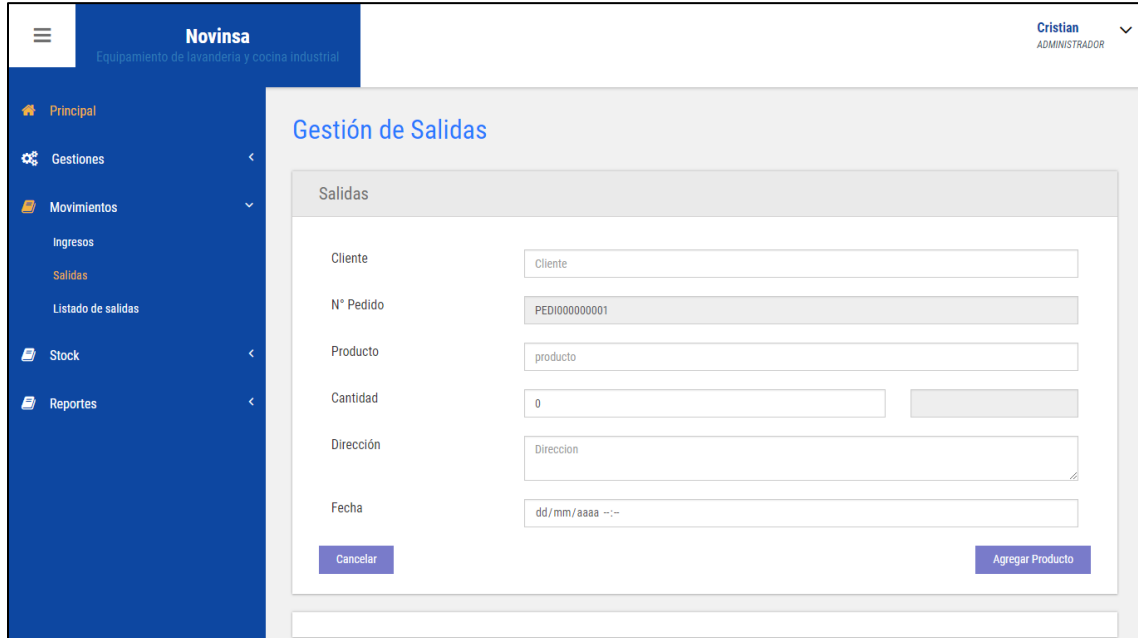 Novinsa
Equipamiento de lavanderia y cocina industrial
Cristian
ADMINISTRADOR
Principal
Gestiones
Movimientos
Ingresos
Salidas
Listado de salidas
Stock
Reportes
Gestión de Salidas
Salidas
Cliente
Cliente
N° Pedido
PEDI000000001
Producto
producto
Cantidad
0
Dirección
Direccion
Fecha
dd/mm/aaaa --:--
Cancelar
Agregar Producto